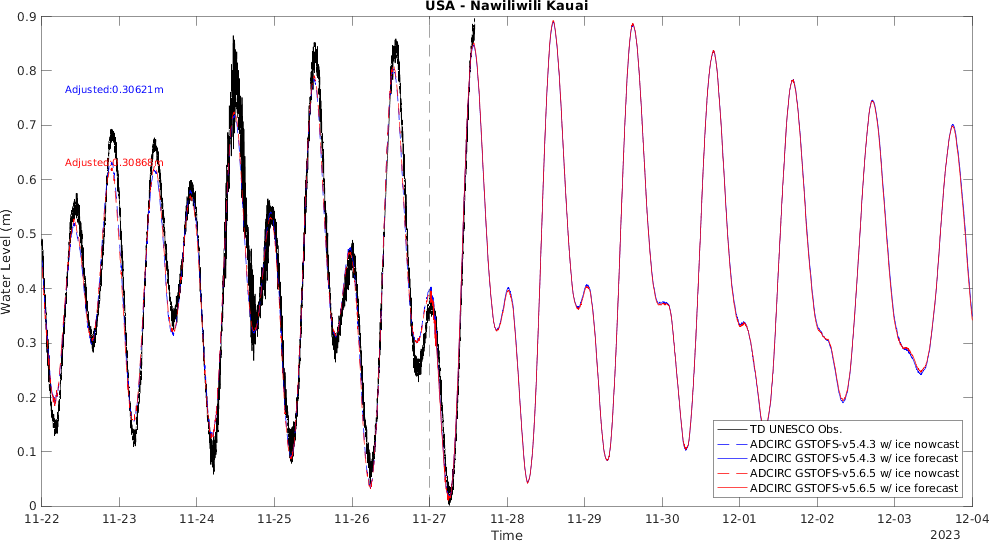 USA - Nawiliwili Kauai
0.9
0.8
0.7
0.6
0.5
0.4
0.3
0.2
0.1
0
Water Level (m)
Adjusted:0.30621m
Adjusted:0.30868m
TD UNESCO Obs.
ADCIRC GSTOFS-v5.4.3 w/ ice nowcast
ADCIRC GSTOFS-v5.4.3 w/ ice forecast
ADCIRC GSTOFS-v5.6.5 w/ ice nowcast
ADCIRC GSTOFS-v5.6.5 w/ ice forecast
11-22 11-23 11-24 11-25 11-26 11-27 11-28 11-29 11-30 12-01 12-02 12-03 12-04
Time
2023